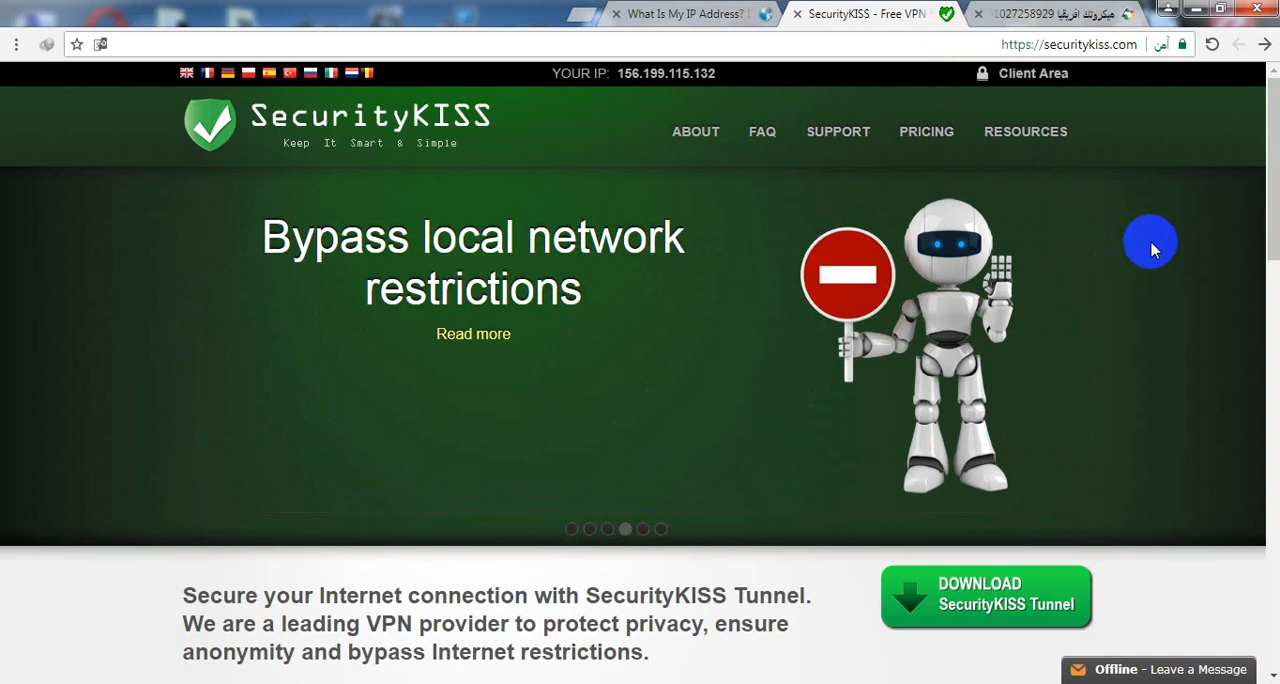 What Is My IP Address?
SecurityKISS - Free VPN
ميكروتك افريقيا 01027258929
https://securitykiss.com
آمن
YOUR IP: 156.199.115.132
Client Area
SecurityKISS
Keep It Smart & Simple
ABOUT FAQ SUPPORT PRICING RESOURCES
Bypass local network
restrictions
Read more
Secure your Internet connection with SecurityKISS Tunnel.
We are a leading VPN provider to protect privacy, ensure
anonymity and bypass Internet restrictions.
DOWNLOAD
SecurityKISS Tunnel
Offline - Leave a Message